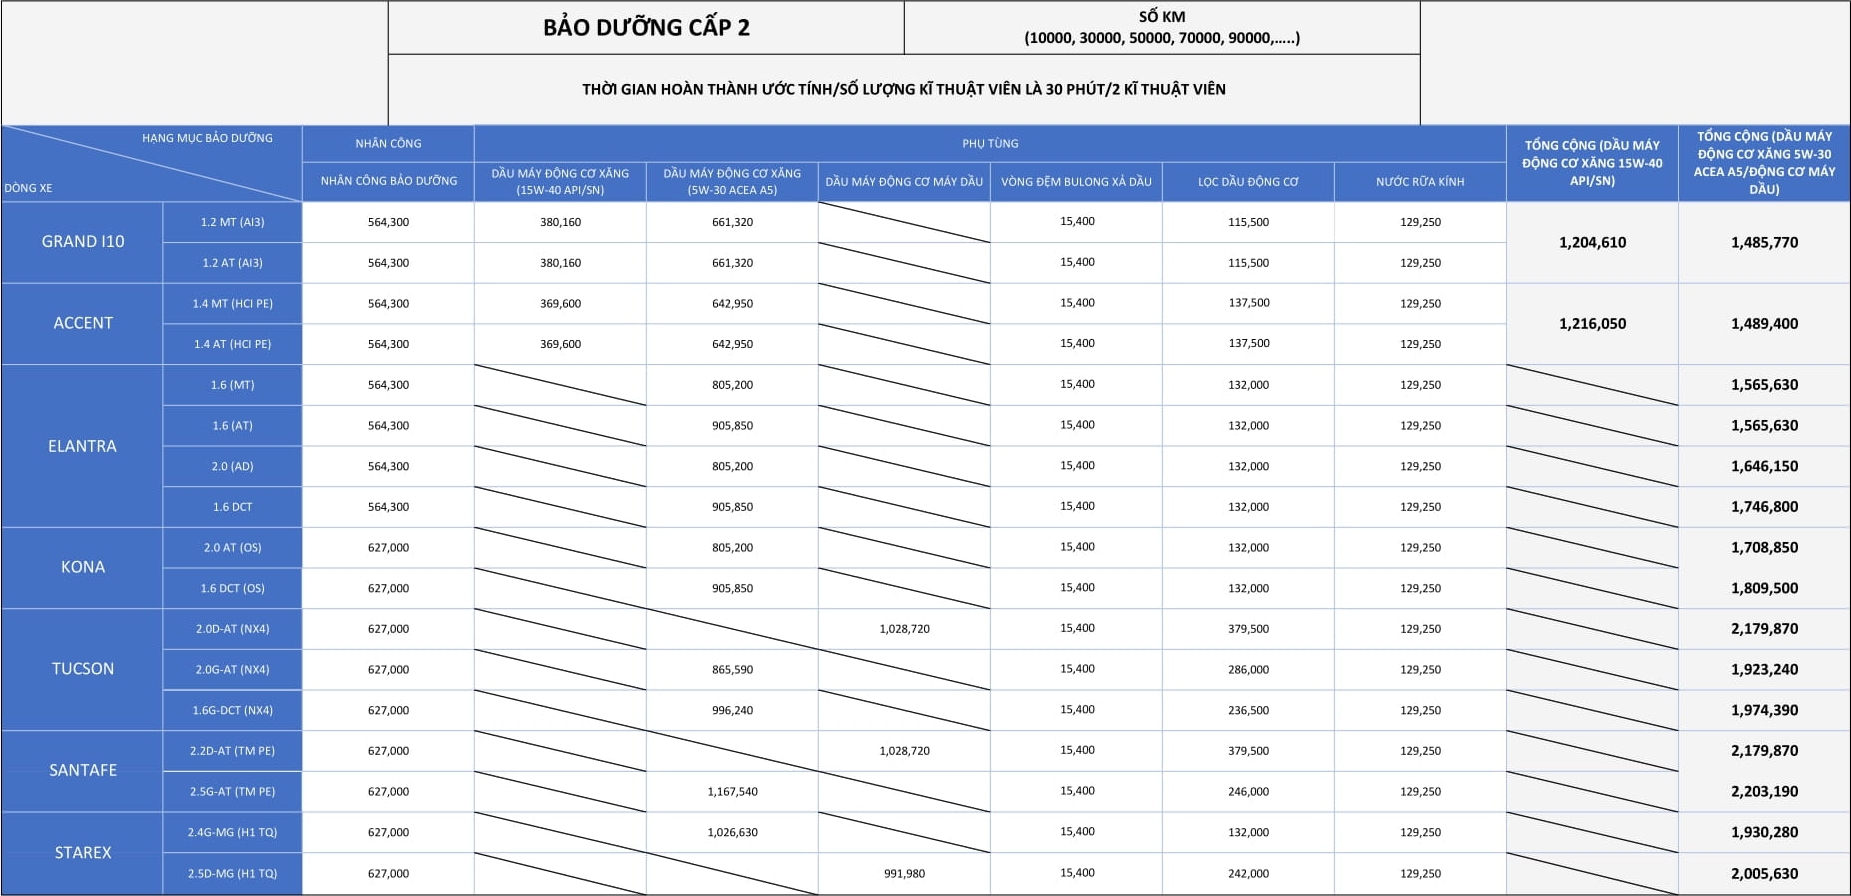 BẢO DƯỠNG CẤP 2
SỐ KM
(10000, 30000, 50000, 70000, 90000,.....)
THỜI GIAN HOÀN THÀNH ƯỚC TÍNH/SỐ LƯỢNG KĨ THUẬT VIÊN LÀ 30 PHÚT/2 KĨ THUẬT VIÊN
HẠNG MỤC BẢO DƯỠNG
DÒNG XE
NHÂN CÔNG
PHỤ TÙNG
TỔNG CỘNG (DẦU MÁY
ĐỘNG CƠ XĂNG 15W-40
API/SN)
TỔNG CỘNG (DẦU MÁY
ĐỘNG CƠ XĂNG 5W-30
ACEA A5/ĐỘNG CƠ MÁY
DẦU)
NHÂN CÔNG BẢO DƯỠNG
DẦU MÁY ĐỘNG CƠ XĂNG
(15W-40 API/SN)
DẦU MÁY ĐỘNG CƠ XĂNG
(5W-30 ACEA A5)
DẦU MÁY ĐỘNG CƠ MÁY DẦU
VÒNG ĐỆM BULONG XẢ DẦU
LỌC DẦU ĐỘNG CƠ
NƯỚC RỮA KÍNH
GRAND I10
1.2 MT (AI3) 564,300 380,160 661,320 15,400 115,500 129,250
1,204,610 1,485,770
1.2 AT (AI3) 564,300 380,160 661,320 15,400 115,500 129,250
ACCENT
1.4 MT (HCI PE) 564,300 369,600 642,950 15,400 137,500 129,250
1,216,050 1,489,400
1.4 AT (HCI PE) 564,300 369,600 642,950 15,400 137,500 129,250
ELANTRA
1.6 (MT) 564,300 805,200 15,400 132,000 129,250 1,565,630
1.6 (AT) 564,300 905,850 15,400 132,000 129,250 1,565,630
2.0 (AD) 564,300 805,200 15,400 132,000 129,250 1,646,150
1.6 DCT 564,300 905,850 15,400 132,000 129,250 1,746,800
KONA
2.0 AT (OS) 627,000 805,200 15,400 132,000 129,250 1,708,850
1.6 DCT (OS) 627,000 905,850 15,400 132,000 129,250 1,809,500
TUCSON
2.0D-AT (NX4) 627,000 1,028,720 15,400 379,500 129,250 2,179,870
2.0G-AT (NX4) 627,000 865,590 15,400 286,000 129,250 1,923,240
1.6G-DCT (NX4) 627,000 996,240 15,400 236,500 129,250 1,974,390
SANTAFE
2.2D-AT (TM PE) 627,000 1,028,720 15,400 379,500 129,250 2,179,870
2.5G-AT (TM PE) 627,000 1,167,540 15,400 246,000 129,250 2,203,190
STAREX
2.4G-MG (H1 TQ) 627,000 1,026,630 15,400 132,000 129,250 1,930,280
2.5D-MG (H1 TQ) 627,000 991,980 15,400 242,000 129,250 2,005,630